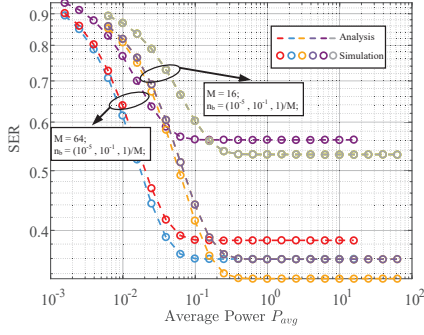 0.9
0.8
0.7
0.6
0.5
0.4
SER
Analysis
Simulation
M = 16;
n_b = (10^-5, 10^-1, 1)/M;
M = 64;
n_b = (10^-5, 10^-1, 1)/M;
10^-3
10^-2
10^-1
10^0
10^1
Average Power P_avg